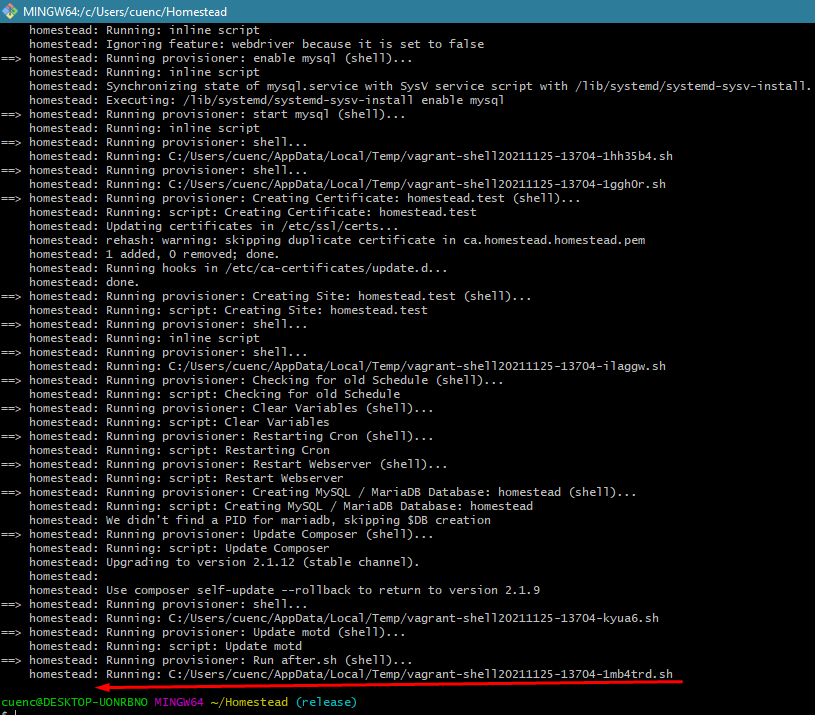 MINGW64:/c/Users/cuenc/Homestead
homestead: Running: inline script
homestead: Ignoring feature: webdriver because it is set to false
==> homestead: Running provisioner: enable mysql (shell)...
homestead: Running: inline script
homestead: Synchronizing state of mysql.service with SysV service script with /lib/systemd/systemd-sysv-install.
homestead: Executing: /lib/systemd/systemd-sysv-install enable mysql
==> homestead: Running provisioner: start mysql (shell)...
homestead: Running: inline script
==> homestead: Running provisioner: shell...
homestead: Running: C:/Users/cuenc/AppData/Local/Temp/vagrant-shell20211125-13704-1hh35b4.sh
==> homestead: Running provisioner: shell...
homestead: Running: C:/Users/cuenc/AppData/Local/Temp/vagrant-shell20211125-13704-1ggh0r.sh
==> homestead: Running provisioner: Creating Certificate: homestead.test (shell)...
homestead: Running: script: Creating Certificate: homestead.test
homestead: Updating certificates in /etc/ssl/certs...
homestead: rehash: warning: skipping duplicate certificate in ca.homestead.homestead.pem
homestead: 1 added, 0 removed; done.
homestead: Running hooks in /etc/ca-certificates/update.d...
homestead: done.
==> homestead: Running provisioner: Creating Site: homestead.test (shell)...
homestead: Running: script: Creating Site: homestead.test
==> homestead: Running provisioner: shell...
homestead: Running: inline script
==> homestead: Running provisioner: shell...
homestead: Running: C:/Users/cuenc/AppData/Local/Temp/vagrant-shell20211125-13704-ilaggw.sh
==> homestead: Running provisioner: Checking for old Schedule (shell)...
homestead: Running: script: Checking for old Schedule
==> homestead: Running provisioner: Clear Variables (shell)...
homestead: Running: script: Clear Variables
==> homestead: Running provisioner: Restarting Cron (shell)...
homestead: Running: script: Restarting Cron
==> homestead: Running provisioner: Restart Webserver (shell)...
homestead: Running: script: Restart Webserver
==> homestead: Running provisioner: Creating MySQL / MariaDB Database: homestead (shell)...
homestead: Running: script: Creating MySQL / MariaDB Database: homestead
homestead: We didn't find a PID for mariadb, skipping $DB creation
==> homestead: Running provisioner: Update Composer (shell)...
homestead: Running: script: Update Composer
homestead: Upgrading to version 2.1.12 (stable channel).
homestead:
homestead: Use composer self-update --rollback to return to version 2.1.9
==> homestead: Running provisioner: shell...
homestead: Running: C:/Users/cuenc/AppData/Local/Temp/vagrant-shell20211125-13704-kyua6.sh
==> homestead: Running provisioner: Update motd (shell)...
homestead: Running: script: Update motd
==> homestead: Running provisioner: Run after.sh (shell)...
homestead: Running: C:/Users/cuenc/AppData/Local/Temp/vagrant-shell20211125-13704-1mb4trd.sh
cuenc@DESKTOP-UONRBNO MINGW64 ~/Homestead (release)
$